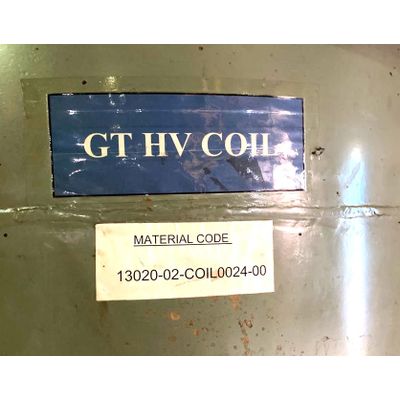 GT HV COIL
MATERIAL CODE
13020-02-COIL0024-00